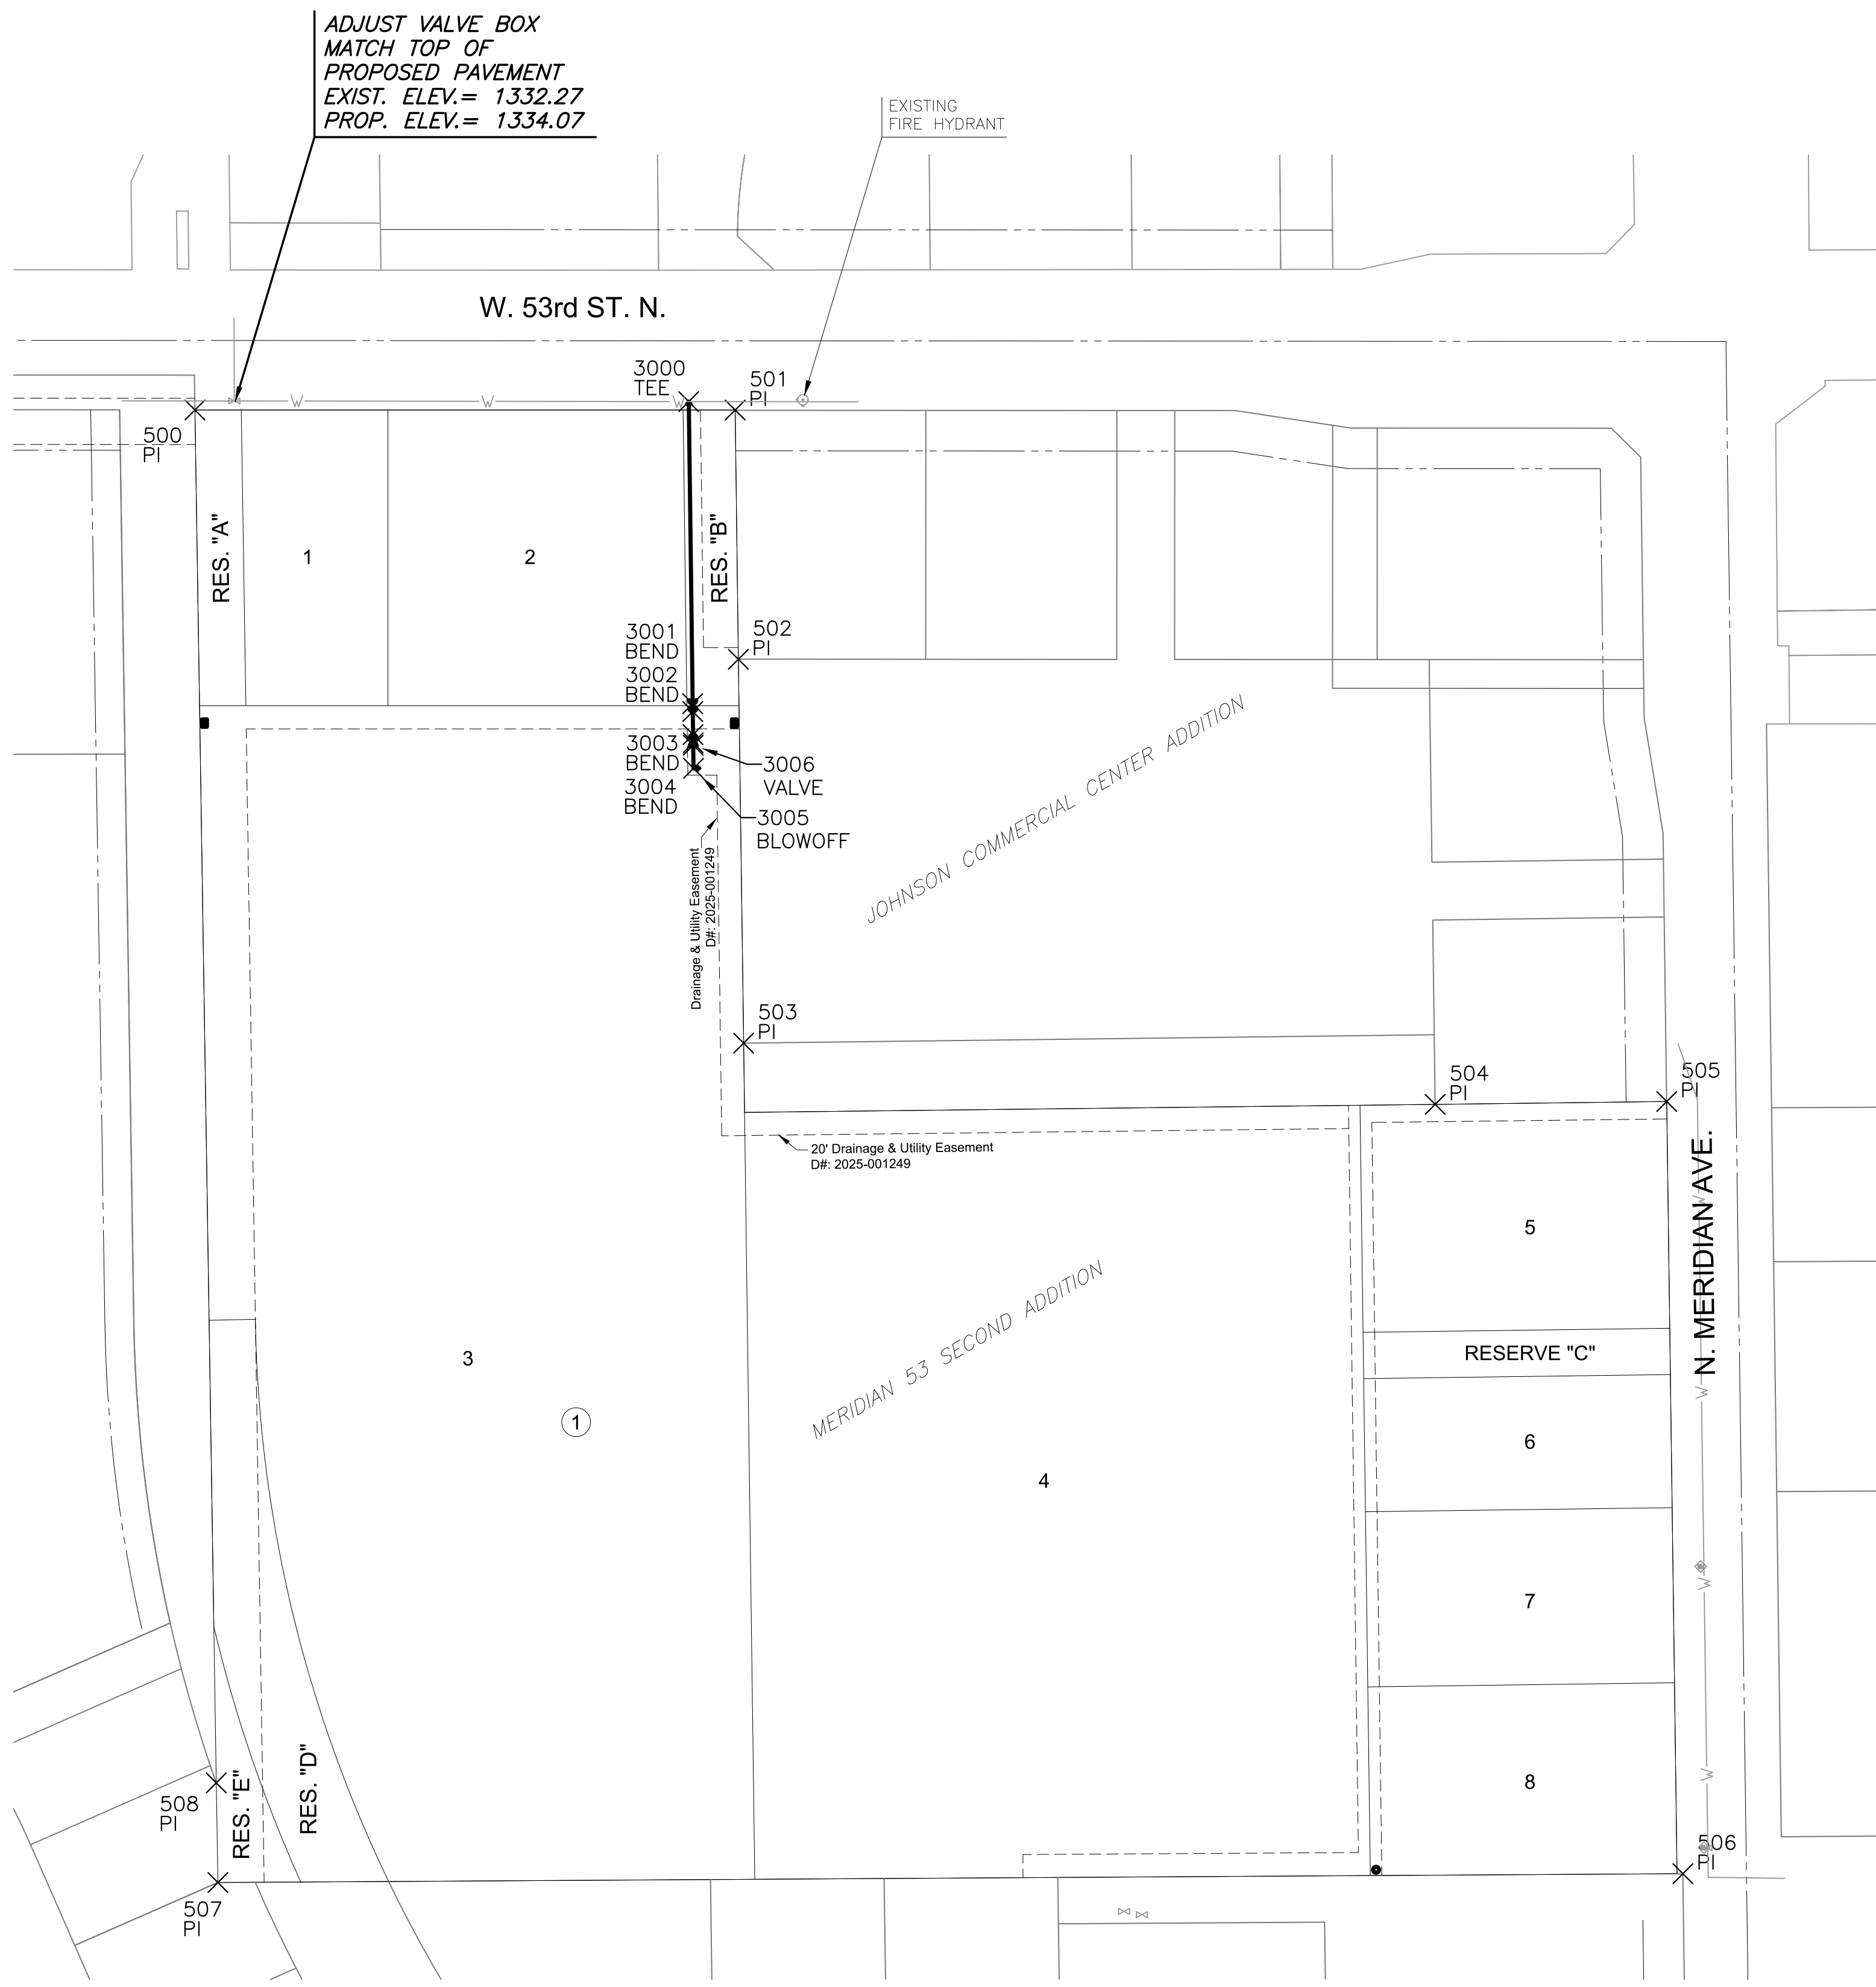 ADJUST VALVE BOX
MATCH TOP OF
PROPOSED PAVEMENT
EXIST. ELEV.= 1332.27
PROP. ELEV.= 1334.07
EXISTING
FIRE HYDRANT
W. 53rd ST. N.
3000
TEE
501
PI
W
W
W
500
PI
RES. "A"
1
2
RES. "B"
3001
BEND
502
PI
3002
BEND
3003
BEND
3004
BEND
3006
VALVE
3005
BLOWOFF
JOHNSON COMMERCIAL CENTER ADDITION
Drainage & Utility Easement
D#: 2025-001249
503
PI
504
PI
505
PI
20' Drainage & Utility Easement
D#: 2025-001249
N. MERIDIAN AVE.
W
W
W
W
5
RESERVE "C"
3
1
MERIDIAN 53 SECOND ADDITION
4
6
7
8
RES. "E"
RES. "D"
508
PI
507
PI
506
PI